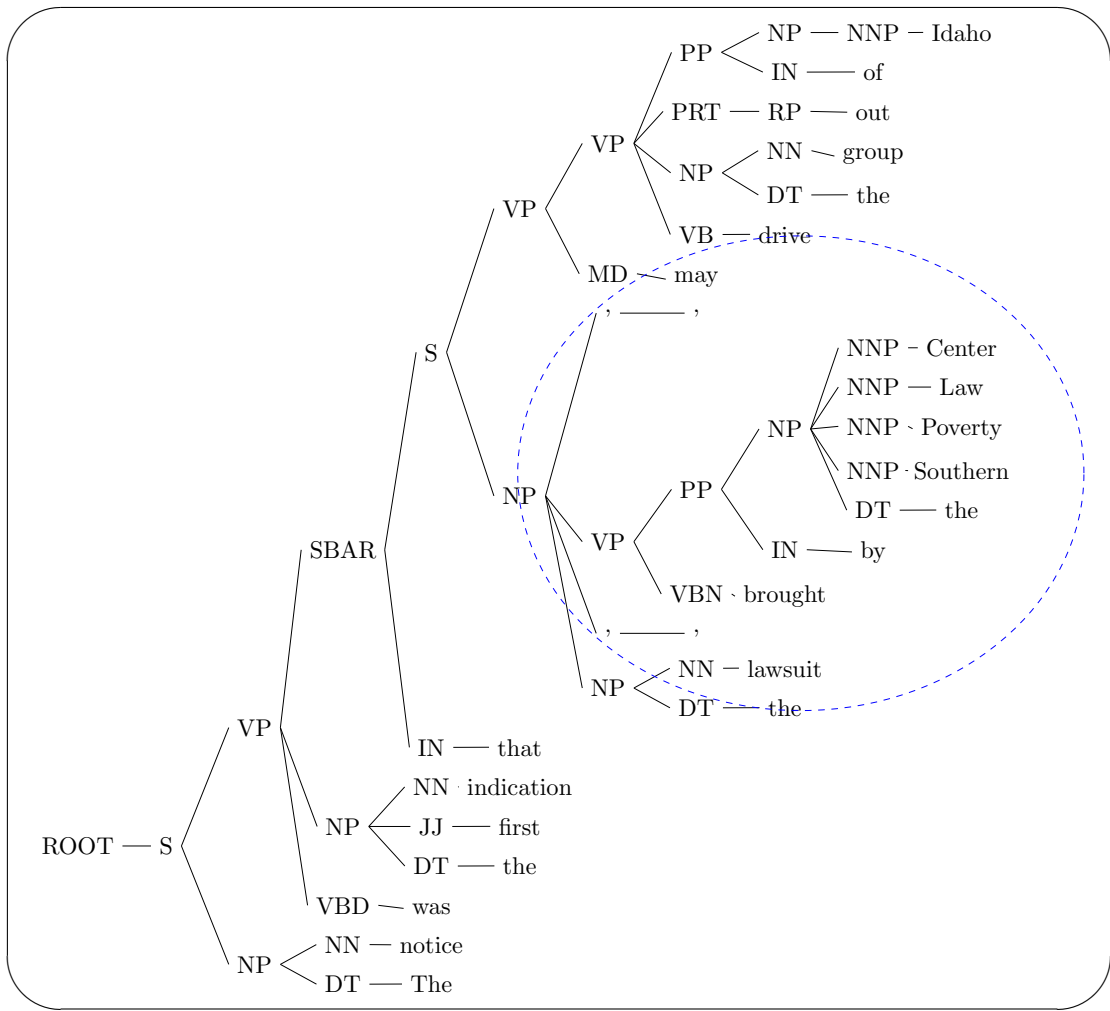 NP NNP Idaho
PP
IN of
PRT RP out
VP
NN group
NP
DT the
VP
VB drive
MD may
, ,
S
NNP Center
NNP Law
NP
NNP Poverty
NNP Southern
PP
NP
DT the
VP
IN by
SBAR
VBN brought
, ,
NN lawsuit
NP
DT the
VP
IN that
NN indication
NP JJ first
ROOT S
DT the
VBD was
NN notice
NP
DT The